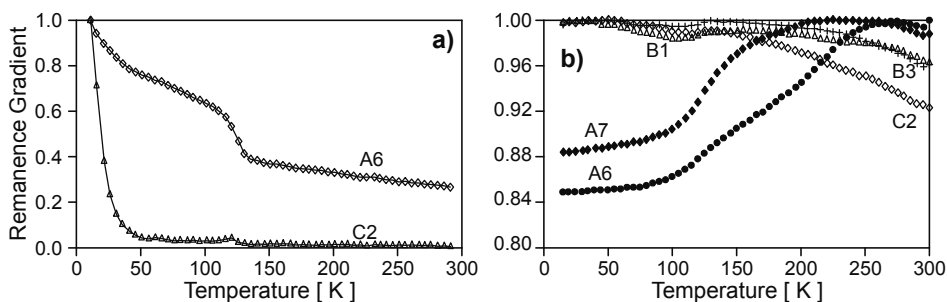 Remanence Gradient
1.0
0.8
0.6
0.4
0.2
0.0
0 50 100 150 200 250 300
Temperature [ K ]
a)
A6
C2
1.00
0.96
0.92
0.88
0.84
0.80
0 50 100 150 200 250 300
Temperature [ K ]
b)
B1
B3
C2
A7
A6